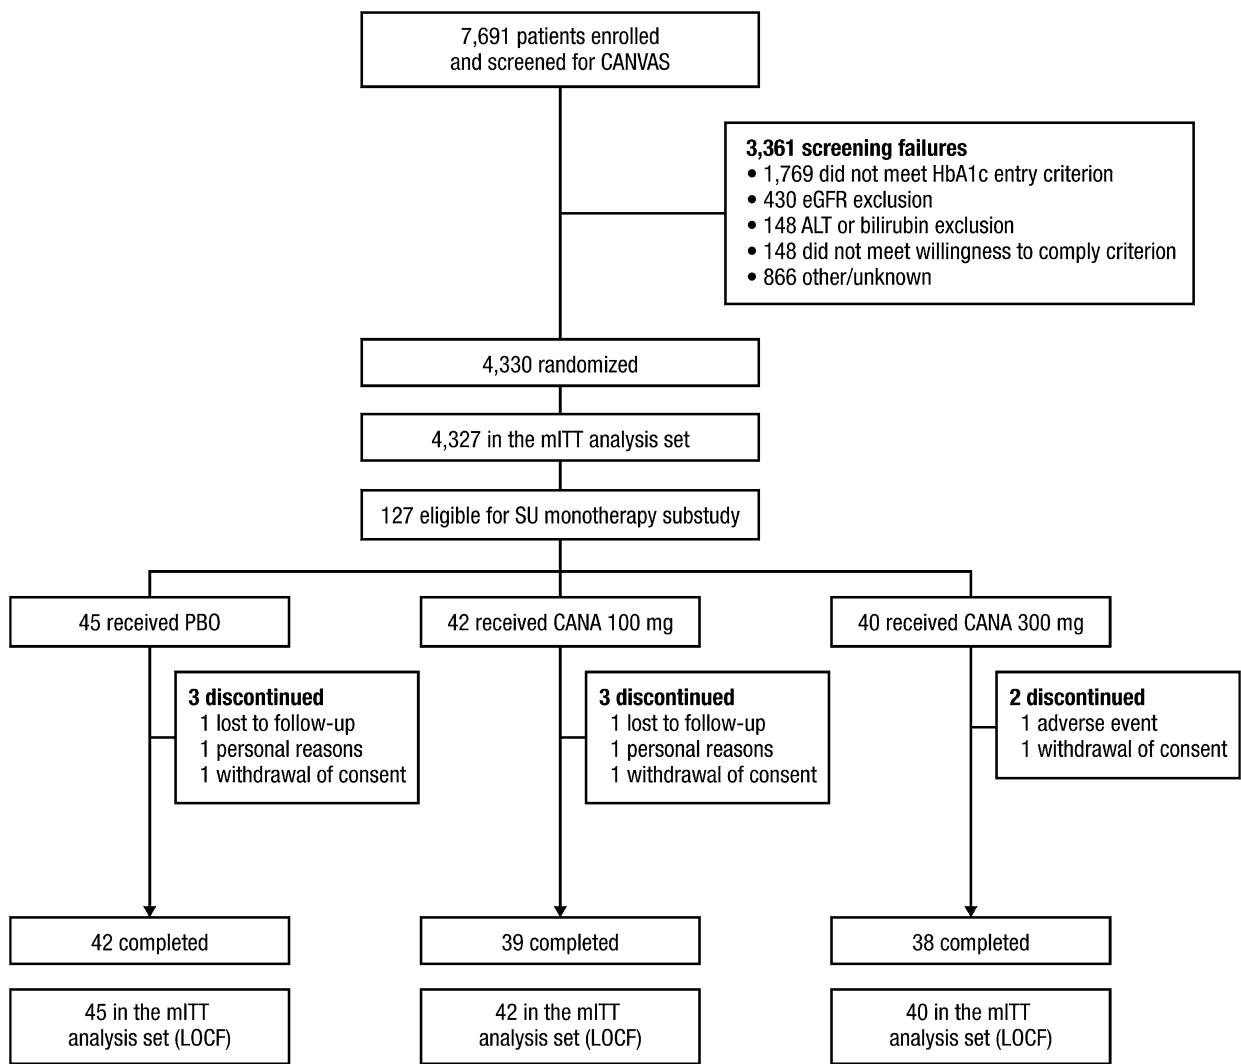 7,691 patients enrolled
and screened for CANVAS
3,361 screening failures
• 1,769 did not meet HbA1c entry criterion
• 430 eGFR exclusion
• 148 ALT or bilirubin exclusion
• 148 did not meet willingness to comply criterion
• 866 other/unknown
4,330 randomized
4,327 in the mITT analysis set
127 eligible for SU monotherapy substudy
45 received PBO
42 received CANA 100 mg
40 received CANA 300 mg
3 discontinued
1 lost to follow-up
1 personal reasons
1 withdrawal of consent
3 discontinued
1 lost to follow-up
1 personal reasons
1 withdrawal of consent
2 discontinued
1 adverse event
1 withdrawal of consent
42 completed
39 completed
38 completed
45 in the mITT
analysis set (LOCF)
42 in the mITT
analysis set (LOCF)
40 in the mITT
analysis set (LOCF)